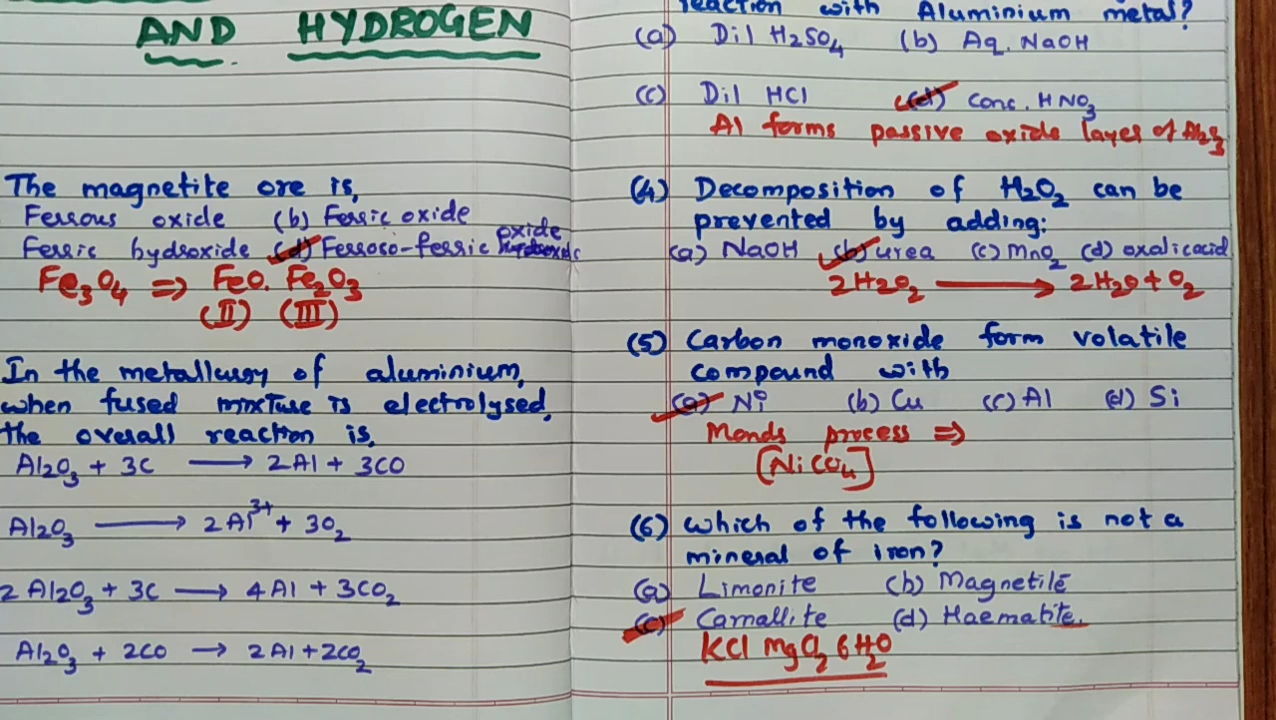 AND HYDROGEN
The magnetite ore is,
Ferrous oxide (b) Ferric oxide
Ferric hydroxide (d) Ferroso-ferric oxide
Fe3O4 ⇒ FeO. Fe2O3
(II) (III)
In the metallurgy of aluminium,
when fused mixture is electrolysed,
the overall reaction is,
Al2O3 + 3C → 2Al + 3CO
Al2O3 → 2Al3+ + 3O2
2Al2O3 + 3C → 4Al + 3CO2
Al2O3 + 2CO → 2Al + 2CO2
reaction with Aluminium metal?
(a) Dil H2SO4 (b) Aq. NaOH
(c) Dil HCl (d) Conc. HNO3
Al forms passive oxide layer of Al2O3
(4) Decomposition of H2O2 can be
prevented by adding:
(a) NaOH (b) urea (c) MnO2 (d) oxalic acid
2H2O2 → 2H2O + O2
(5) Carbon monoxide form volatile
compound with
(a) Ni (b) Cu (c) Al (d) Si
Monds process ⇒
[NiCO4]
(6) which of the following is not a
mineral of iron?
(a) Limonite (b) Magnetite
(c) Carnallite (d) Haematite.
KCl MgCl2 6H2O